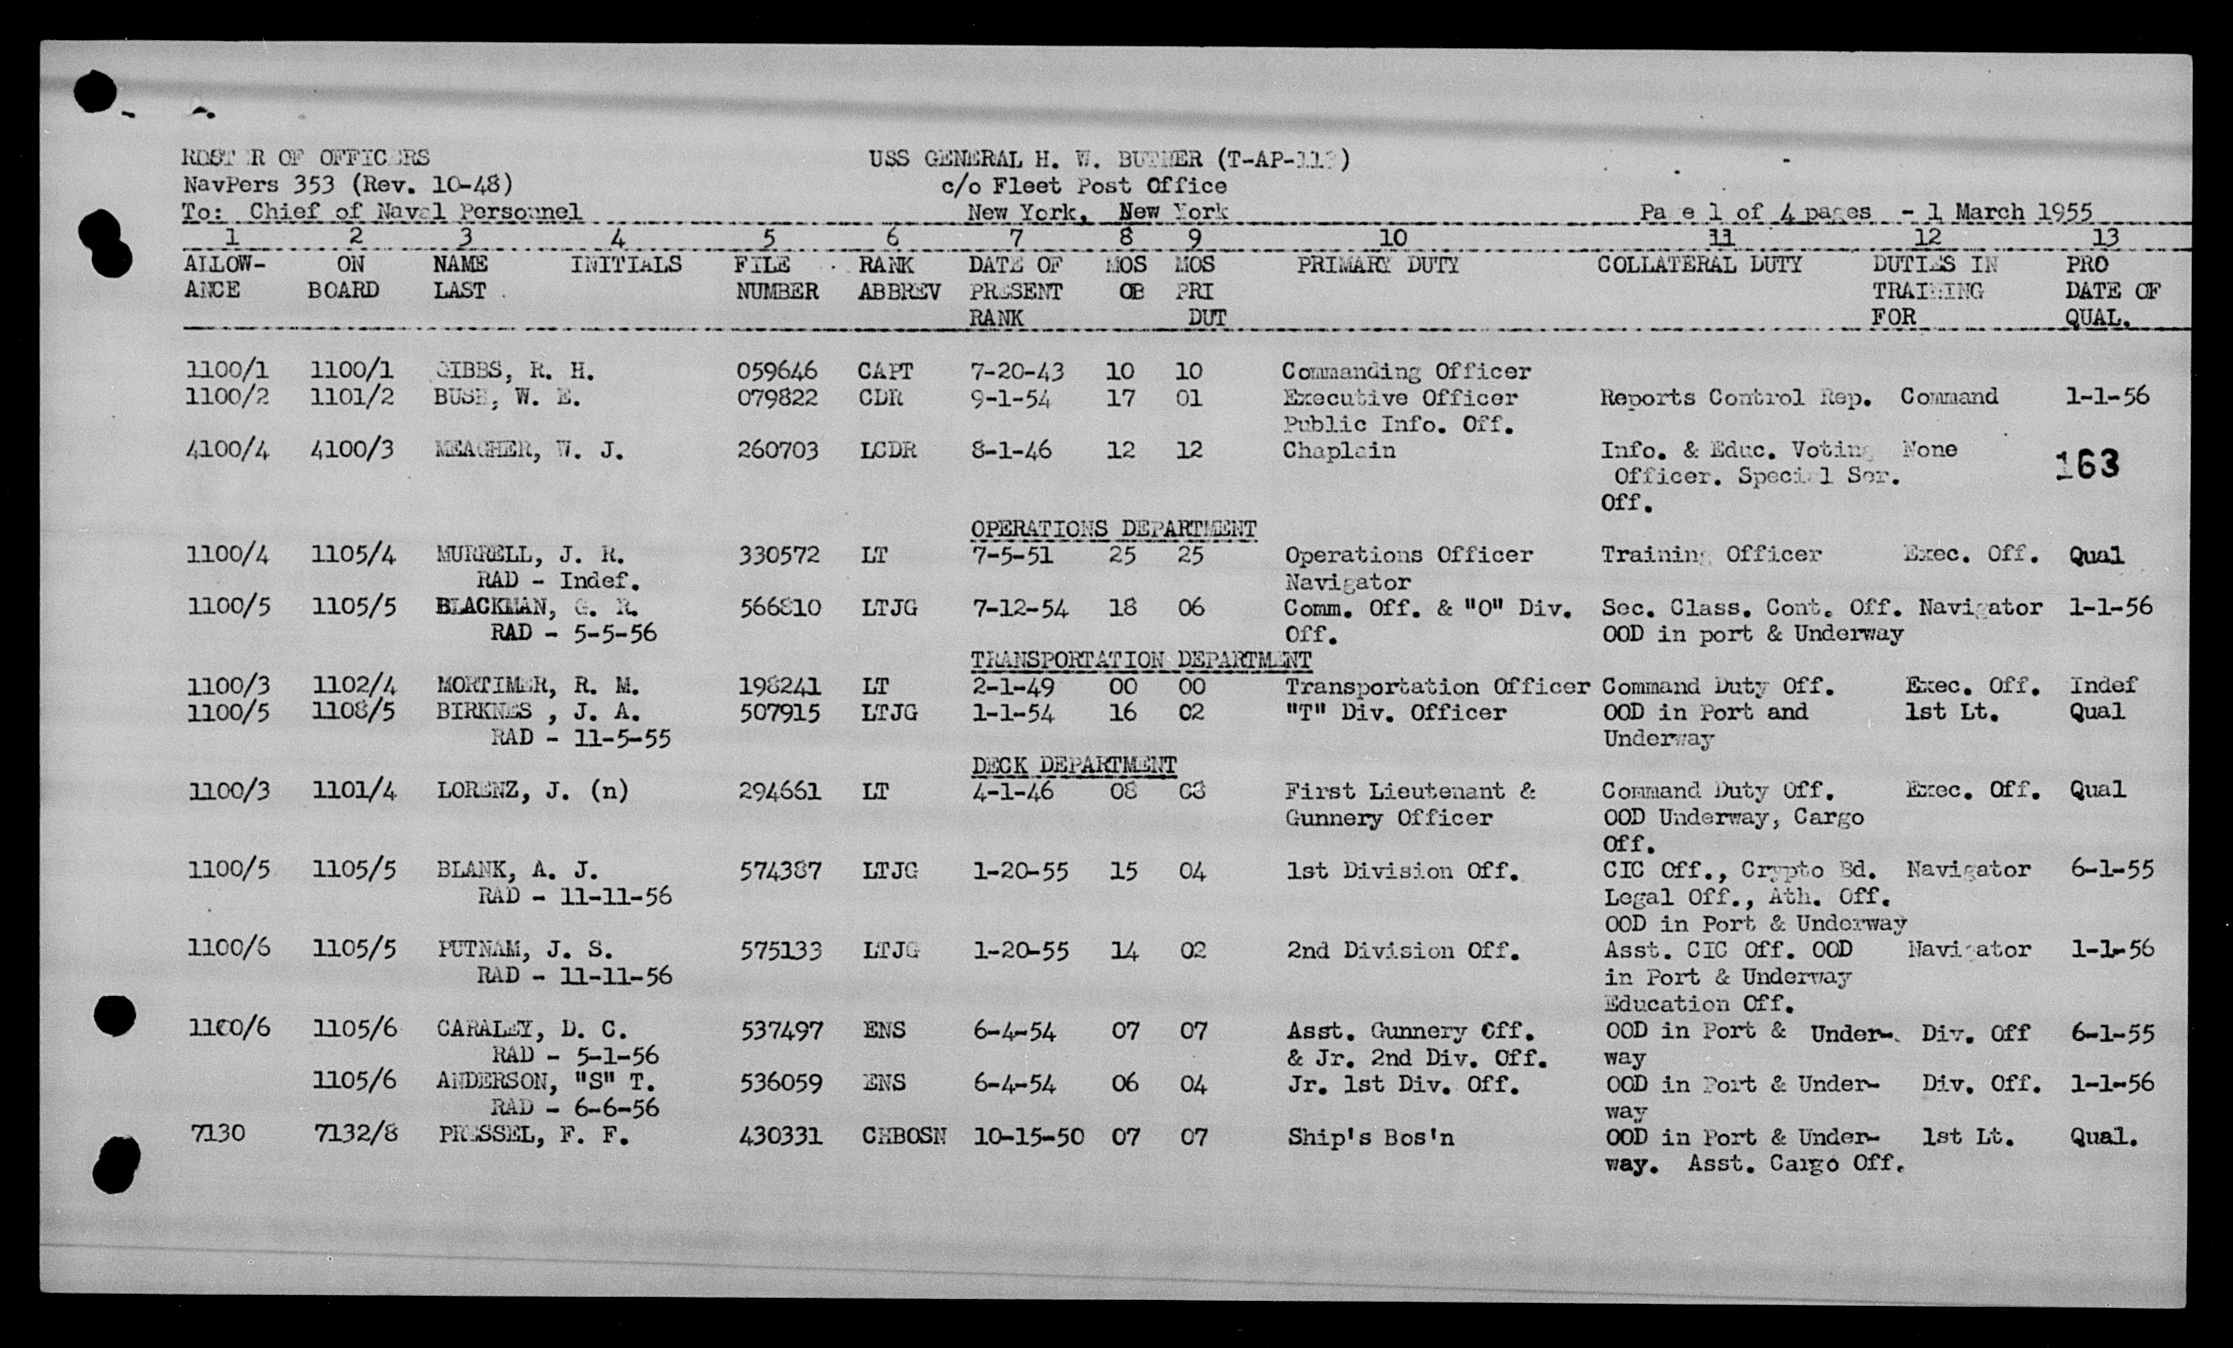 ROSTER OF OFFICERS USS GENERAL H. W. BUTNER (T-AP-113)
NavPers 353 (Rev. 10-48) c/o Fleet Post Office
To: Chief of Naval Personnel New York, New York Page 1 of 4 pages - 1 March 1955
1 2 3 4 5 6 7 8 9 10 11 12 13
ALLOW- ON NAME INITIALS FILE RANK DATE OF MOS MOS PRIMARY DUTY COLLATERAL DUTY DUTIES IN PRO
ANCE BOARD LAST NUMBER ABBREV PRESENT OB PRI TRAINING DATE OF
RANK DUT FOR QUAL.
1100/1 1100/1 GIBBS, R. H. 059646 CAPT 7-20-43 10 10 Commanding Officer
1100/2 1101/2 BUSH, W. E. 079822 CDR 9-1-54 17 01 Executive Officer Reports Control Rep. Command 1-1-56
Public Info. Off.
4100/4 4100/3 MEAGHER, W. J. 260703 LCDR 8-1-46 12 12 Chaplain Info. & Educ. Voting None
163
Officer. Special Ser.
Off.
OPERATIONS DEPARTMENT
1100/4 1105/4 MURRELL, J. R. 330572 LT 7-5-51 25 25 Operations Officer Training Officer Exec. Off. Qual
RAD - Indef. Navigator
1100/5 1105/5 BLACKMAN, G. R. 566810 LTJG 7-12-54 18 06 Comm. Off. & "O" Div. Sec. Class. Cont. Off. Navigator 1-1-56
RAD - 5-5-56 Off. OOD in port & Underway
TRANSPORTATION DEPARTMENT
1100/3 1102/4 MORTIMER, R. M. 198241 LT 2-1-49 00 00 Transportation Officer Command Duty Off. Exec. Off. Indef
1100/5 1108/5 BIRKNES , J. A. 507915 LTJG 1-1-54 16 02 "T" Div. Officer OOD in Port and 1st Lt. Qual
RAD - 11-5-55 Underway
DECK DEPARTMENT
1100/3 1101/4 LORENZ, J. (n) 294661 LT 4-1-46 08 08 First Lieutenant & Command Duty Off. Exec. Off. Qual
Gunnery Officer OOD Underway, Cargo
Off.
1100/5 1105/5 BLANK, A. J. 574387 LTJG 1-20-55 15 04 1st Division Off. CIC Off., Crypto Bd. Navigator 6-1-55
RAD - 11-11-56 Legal Off., Ath. Off.
OOD in Port & Underway
1100/6 1105/5 PUTNAM, J. S. 575133 LTJG 1-20-55 14 02 2nd Division Off. Asst. CIC Off. OOD Navigator 1-1-56
RAD - 11-11-56 in Port & Underway
Education Off.
1100/6 1105/6 CARALEY, D. C. 537497 ENS 6-4-54 07 07 Asst. Gunnery Off. OOD in Port & Under- Div. Off 6-1-55
RAD - 5-1-56 & Jr. 2nd Div. Off. way
1105/6 ANDERSON, "S" T. 536059 ENS 6-4-54 06 04 Jr. 1st Div. Off. OOD in Port & Under- Div. Off. 1-1-56
RAD - 6-6-56 way
7130 7132/8 PRESSEL, F. F. 430331 CHBOSN 10-15-50 07 07 Ship's Bos'n OOD in Port & Under- 1st Lt. Qual.
way. Asst. Cargo Off.